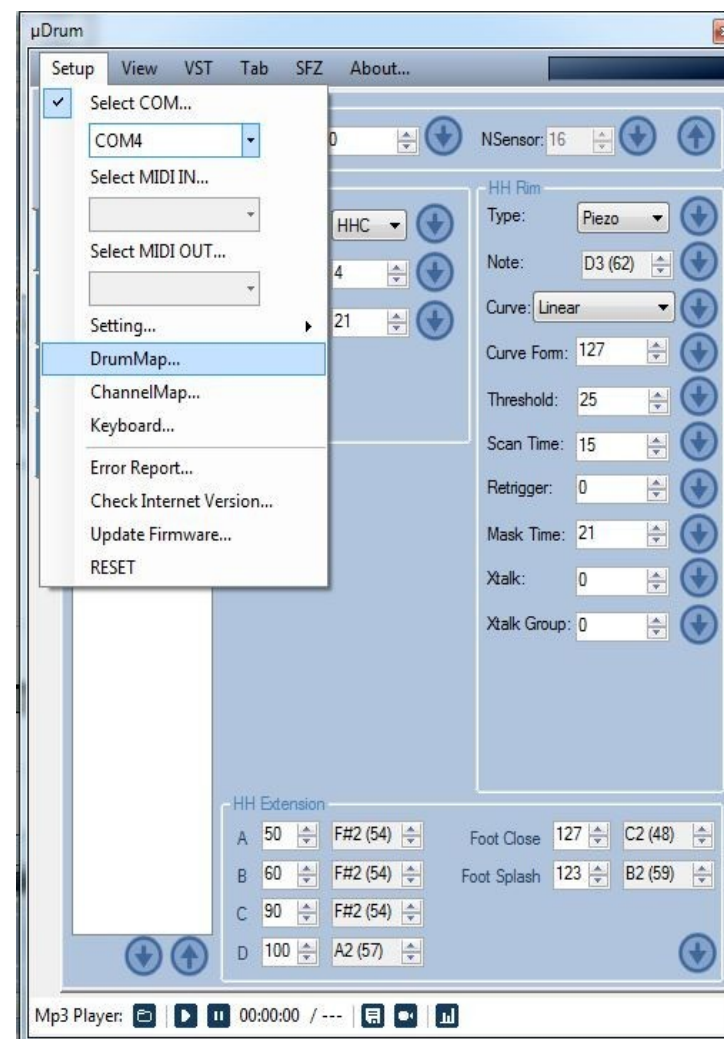 µDrum
Setup View VST Tab SFZ About...
Select COM...
COM4
Select MIDI IN...
Select MIDI OUT...
Setting...
DrumMap...
ChannelMap...
Keyboard...
Error Report...
Check Internet Version...
Update Firmware...
RESET
0 NSensor: 16
HHC
4
21
HH Rim
Type: Piezo
Note: D3 (62)
Curve: Linear
Curve Form: 127
Threshold: 25
Scan Time: 15
Retrigger: 0
Mask Time: 21
Xtalk: 0
Xtalk Group: 0
HH Extension
A 50 F#2 (54) Foot Close 127 C2 (48)
B 60 F#2 (54) Foot Splash 123 B2 (59)
C 90 F#2 (54)
D 100 A2 (57)
Mp3 Player: 00:00:00 / ---